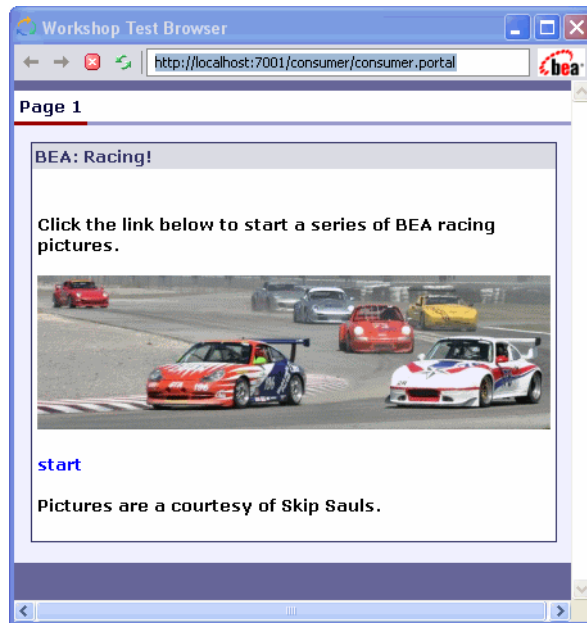 Workshop Test Browser
http://localhost:7001/consumer/consumer.portal
bea
Page 1
BEA: Racing!
Click the link below to start a series of BEA racing
pictures.
start
Pictures are a courtesy of Skip Sauls.